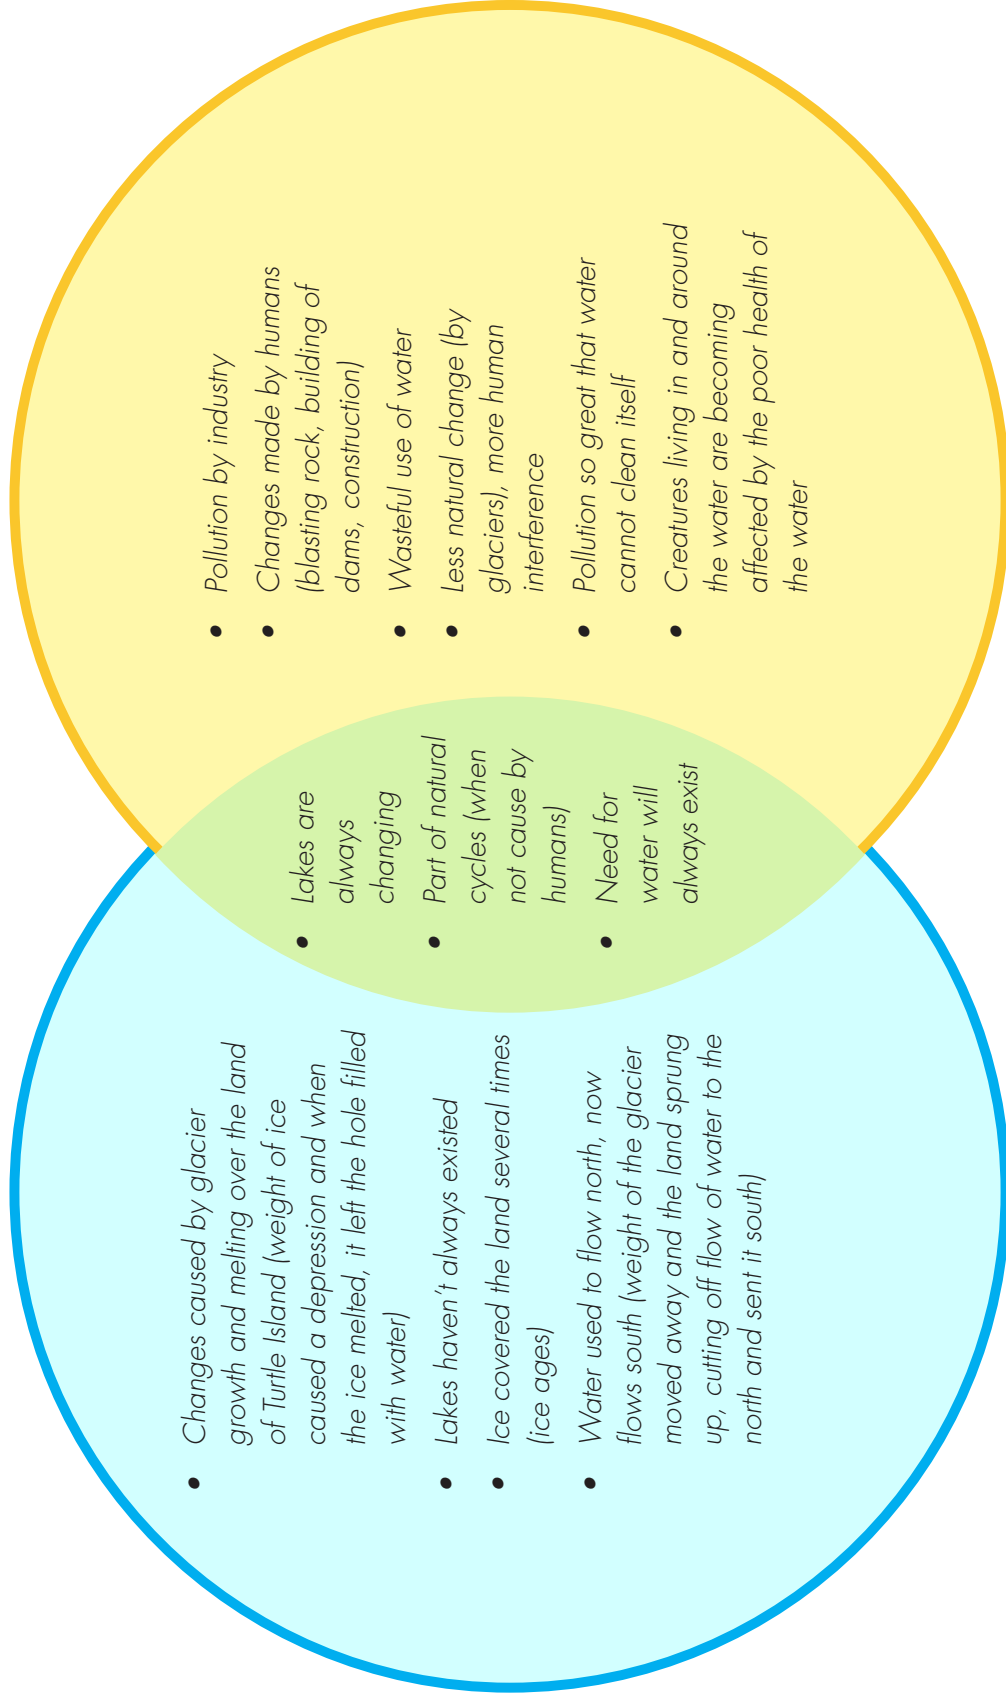 • Changes caused by glacier
growth and melting over the land
of Turtle Island (weight of ice
caused a depression and when
the ice melted, it left the hole filled
with water)
• Lakes haven't always existed
• Ice covered the land several times
(ice ages)
• Water used to flow north, now
flows south (weight of the glacier
moved away and the land sprung
up, cutting off flow of water to the
north and sent it south)
• Lakes are
always
changing
• Part of natural
cycles (when
not cause by
humans)
• Need for
water will
always exist
• Pollution by industry
• Changes made by humans
(blasting rock, building of
dams, construction)
• Wasteful use of water
• Less natural change (by
glaciers), more human
interference
• Pollution so great that water
cannot clean itself
• Creatures living in and around
the water are becoming
affected by the poor health of
the water